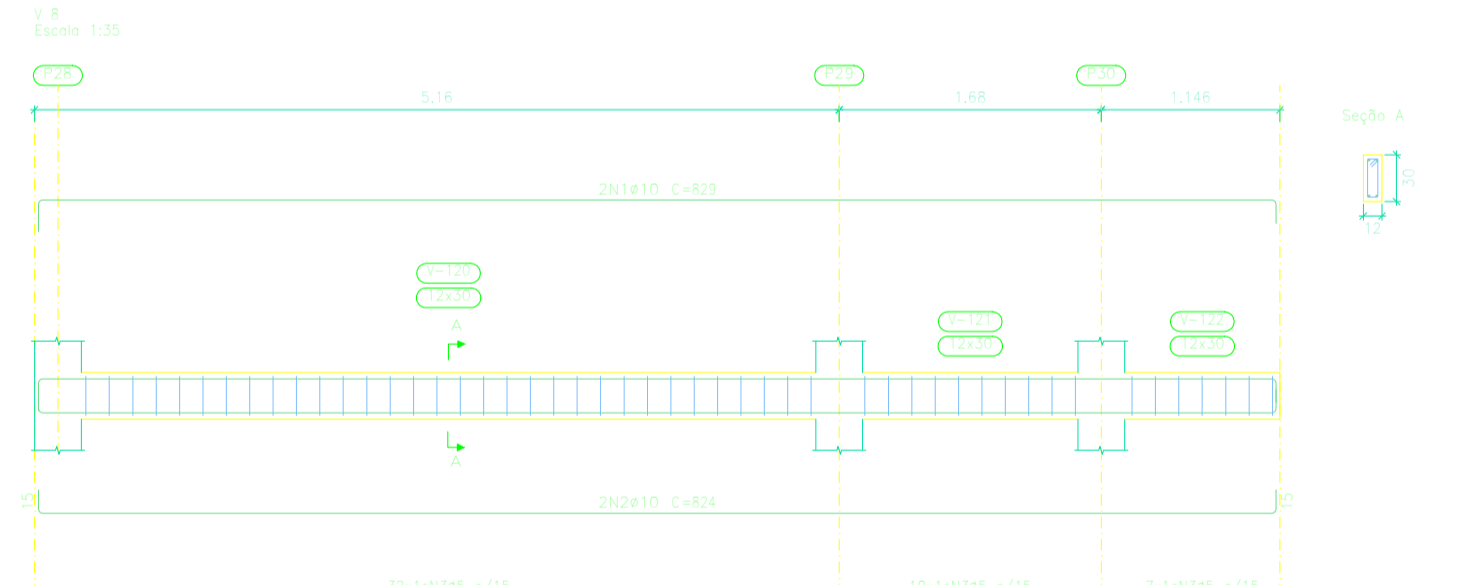 V 8
Escala 1:35
P28
P29
P30
5.16
1.68
1.146
Seção A
30
12
2N1ø10 C=829
V-120
12x30
A
V-121
12x30
V-122
12x30
A
15
2N2ø10 C=824
15